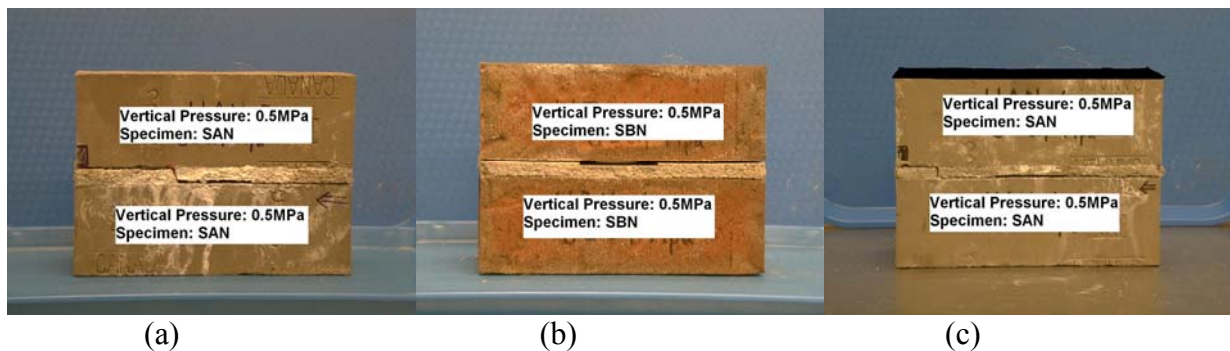 CANADA
Vertical Pressure: 0.5MPa
Specimen: SAN
Vertical Pressure: 0.5MPa
Specimen: SAN
Vertical Pressure: 0.5MPa
Specimen: SBN
Vertical Pressure: 0.5MPa
Specimen: SBN
Vertical Pressure: 0.5MPa
Specimen: SAN
Vertical Pressure: 0.5MPa
Specimen: SAN
(a)
(b)
(c)